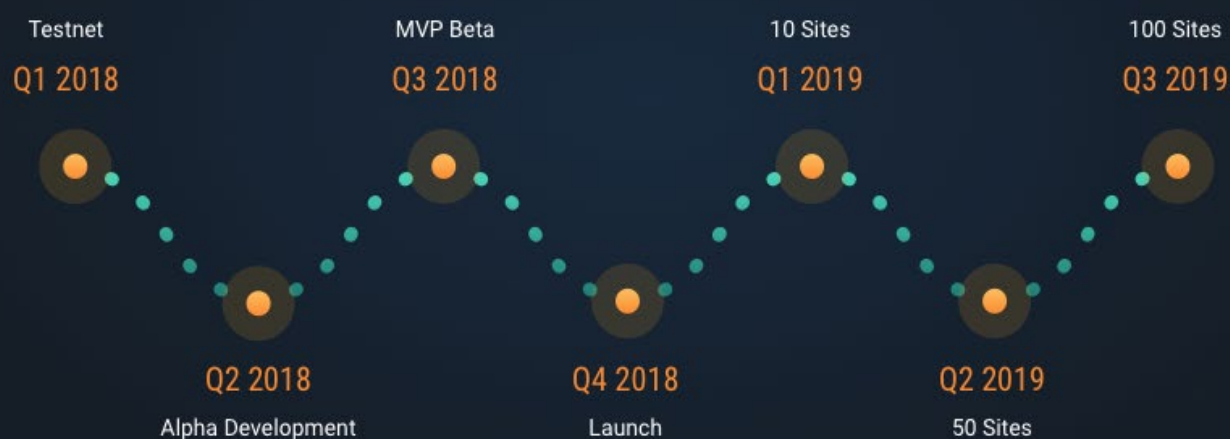 Testnet
Q1 2018
MVP Beta
Q3 2018
10 Sites
Q1 2019
100 Sites
Q3 2019
Q2 2018
Alpha Development
Q4 2018
Launch
Q2 2019
50 Sites